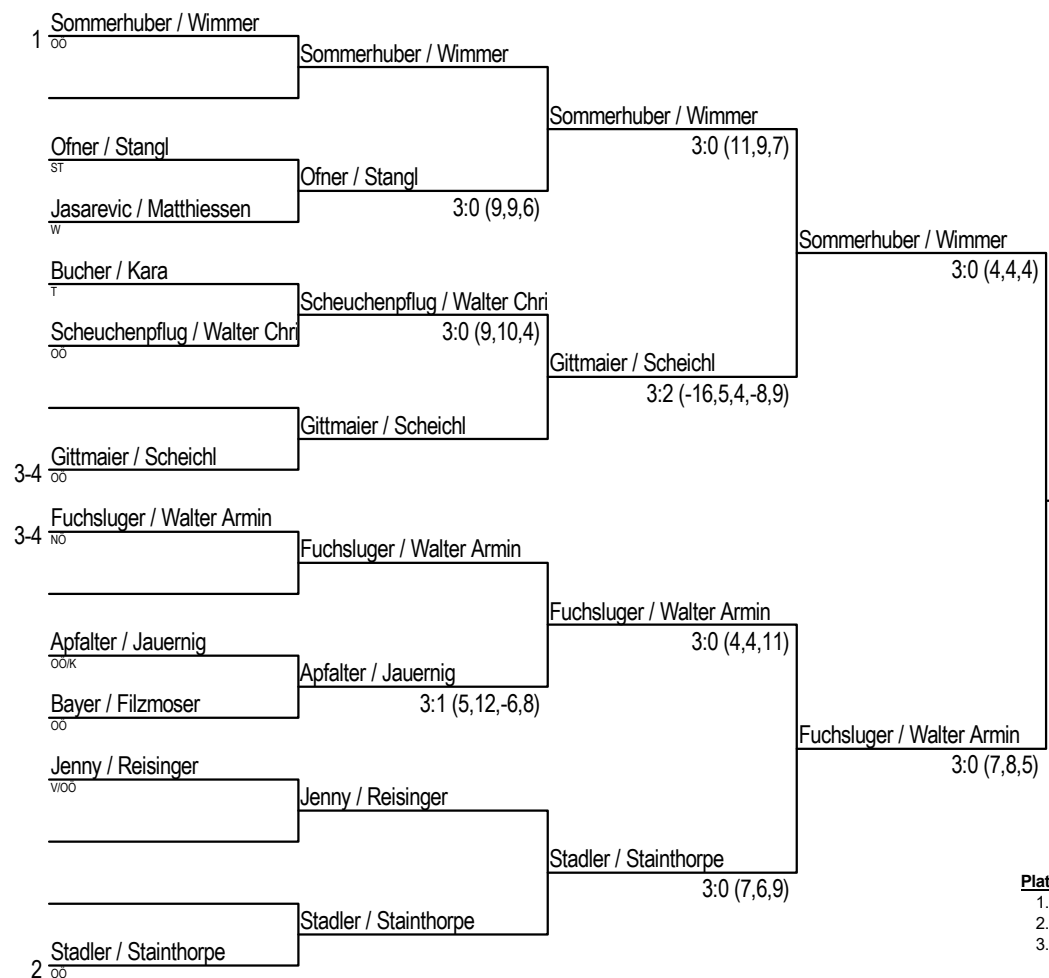 Sommerhuber / Wimmer
1
OÖ
Sommerhuber / Wimmer
Sommerhuber / Wimmer
3:0 (11,9,7)
Ofner / Stangl
ST
Ofner / Stangl
3:0 (9,9,6)
Jasarevic / Matthiessen
W
Sommerhuber / Wimmer
3:0 (4,4,4)
Bucher / Kara
T
Scheuchenpflug / Walter Chri
3:0 (9,10,4)
Scheuchenpflug / Walter Chri
OÖ
Gittmaier / Scheichl
3:2 (-16,5,4,-8,9)
Gittmaier / Scheichl
Gittmaier / Scheichl
3-4
OÖ
Fuchsluger / Walter Armin
3-4
NÖ
Fuchsluger / Walter Armin
Fuchsluger / Walter Armin
3:0 (4,4,11)
Apfalter / Jauernig
OÖ/K
Apfalter / Jauernig
3:1 (5,12,-6,8)
Bayer / Filzmoser
OÖ
Fuchsluger / Walter Armin
3:0 (7,8,5)
Jenny / Reisinger
V/OÖ
Jenny / Reisinger
Stadler / Stainthorpe
3:0 (7,6,9)
Stadler / Stainthorpe
Stadler / Stainthorpe
2
OÖ
Plat
1.
2.
3.